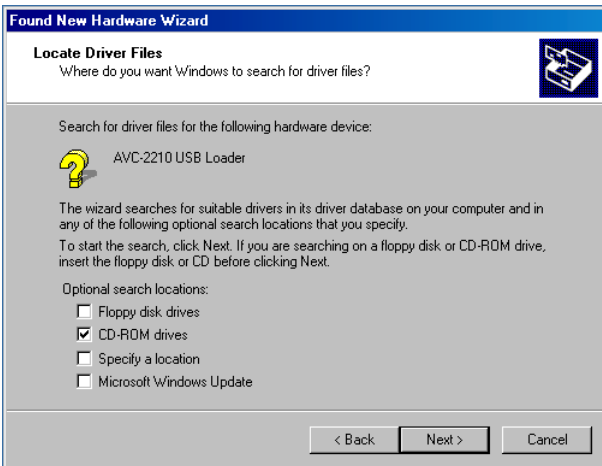 Found New Hardware Wizard
Locate Driver Files
Where do you want Windows to search for driver files?
Search for driver files for the following hardware device:
AVC-2210 USB Loader
The wizard searches for suitable drivers in its driver database on your computer and in
any of the following optional search locations that you specify.
To start the search, click Next. If you are searching on a floppy disk or CD-ROM drive,
insert the floppy disk or CD before clicking Next.
Optional search locations:
Floppy disk drives
CD-ROM drives
Specify a location
Microsoft Windows Update
< Back Next > Cancel